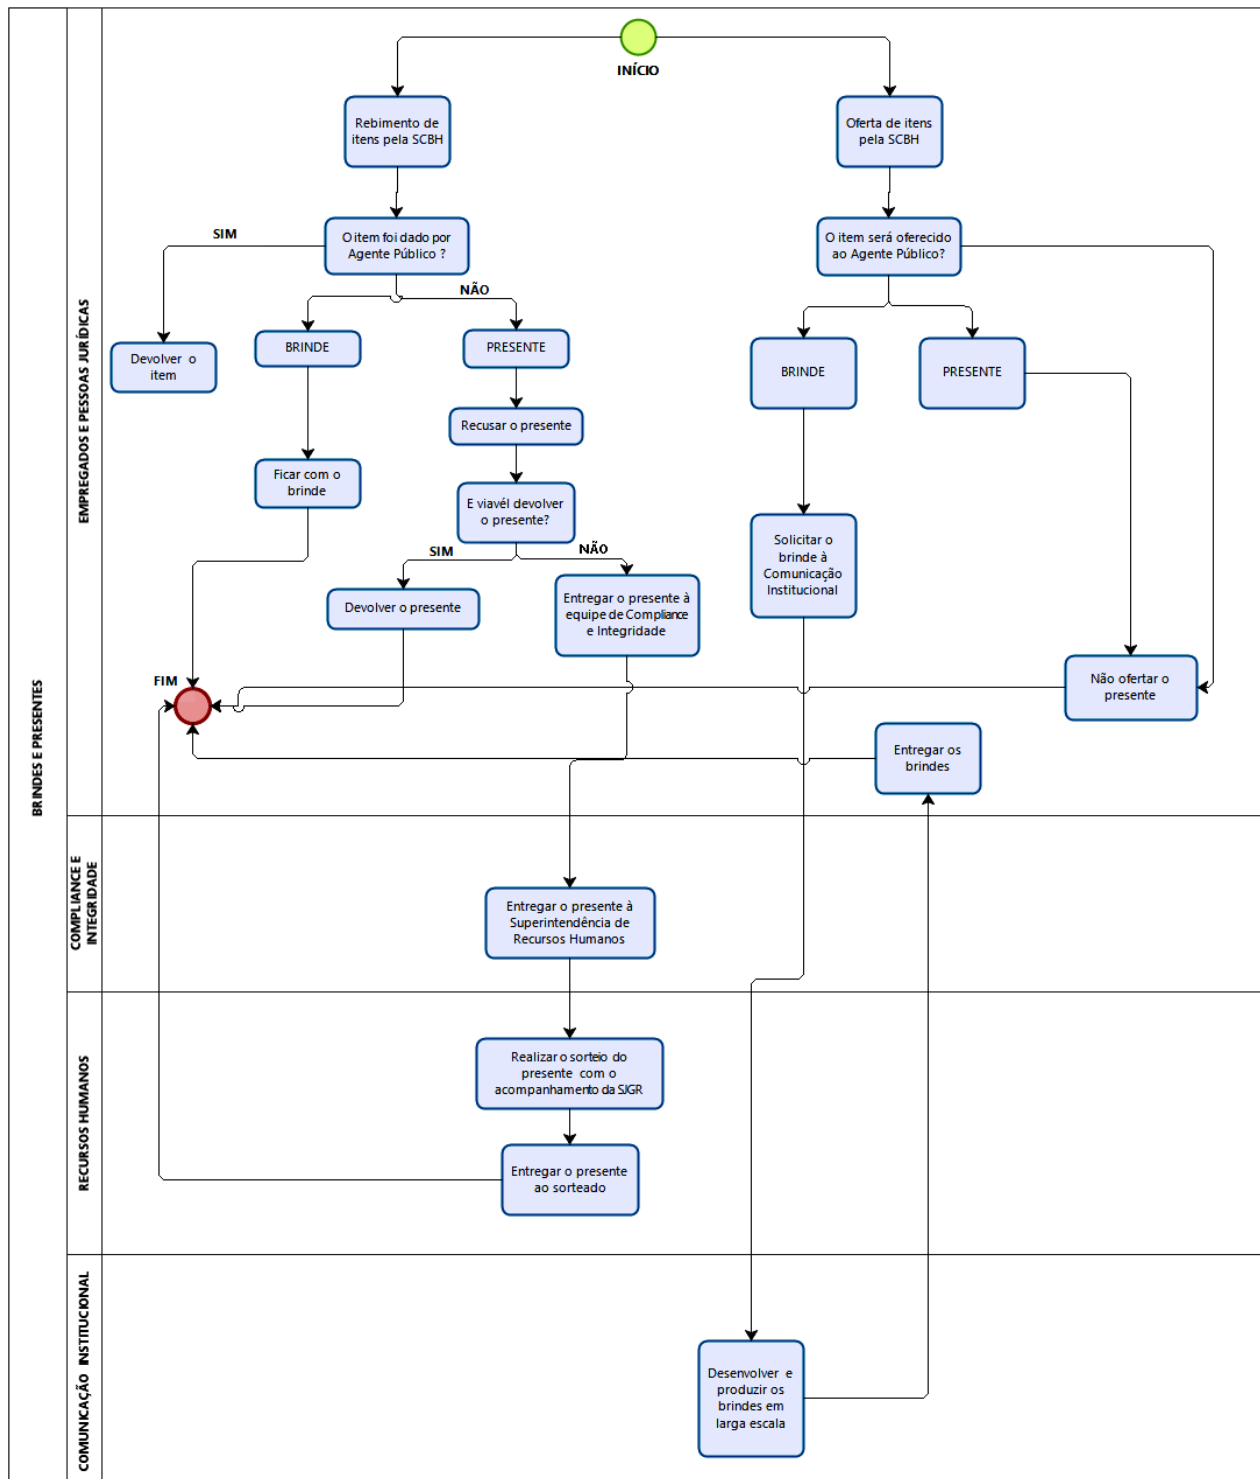 BRINDES E PRESENTES
EMPREGADOS E PESSOAS JURÍDICAS
INÍCIO
Rebimento de
itens pela SCBH
Oferta de itens
pela SCBH
O item foi dado por
Agente Público ?
O item será oferecido
ao Agente Público?
SIM
NÃO
Devolver o
item
BRINDE
PRESENTE
BRINDE
PRESENTE
Recusar o presente
Ficar com o
brinde
E viavél devolver
o presente?
SIM
NÃO
Solicitar o
brinde à
Comunicação
Institucional
Devolver o presente
Entregar o presente à
equipe de Compliance
e Integridade
FIM
Não ofertar o
presente
Entregar os
brindes
COMPLIANCE E
INTEGRIDADE
Entregar o presente à
Superintendência de
Recursos Humanos
RECURSOS HUMANOS
Realizar o sorteio do
presente com o
acompanhamento da SJGR
Entregar o presente
ao sorteado
COMUNICAÇÃO INSTITUCIONAL
Desenvolver e
produzir os
brindes em
larga escala